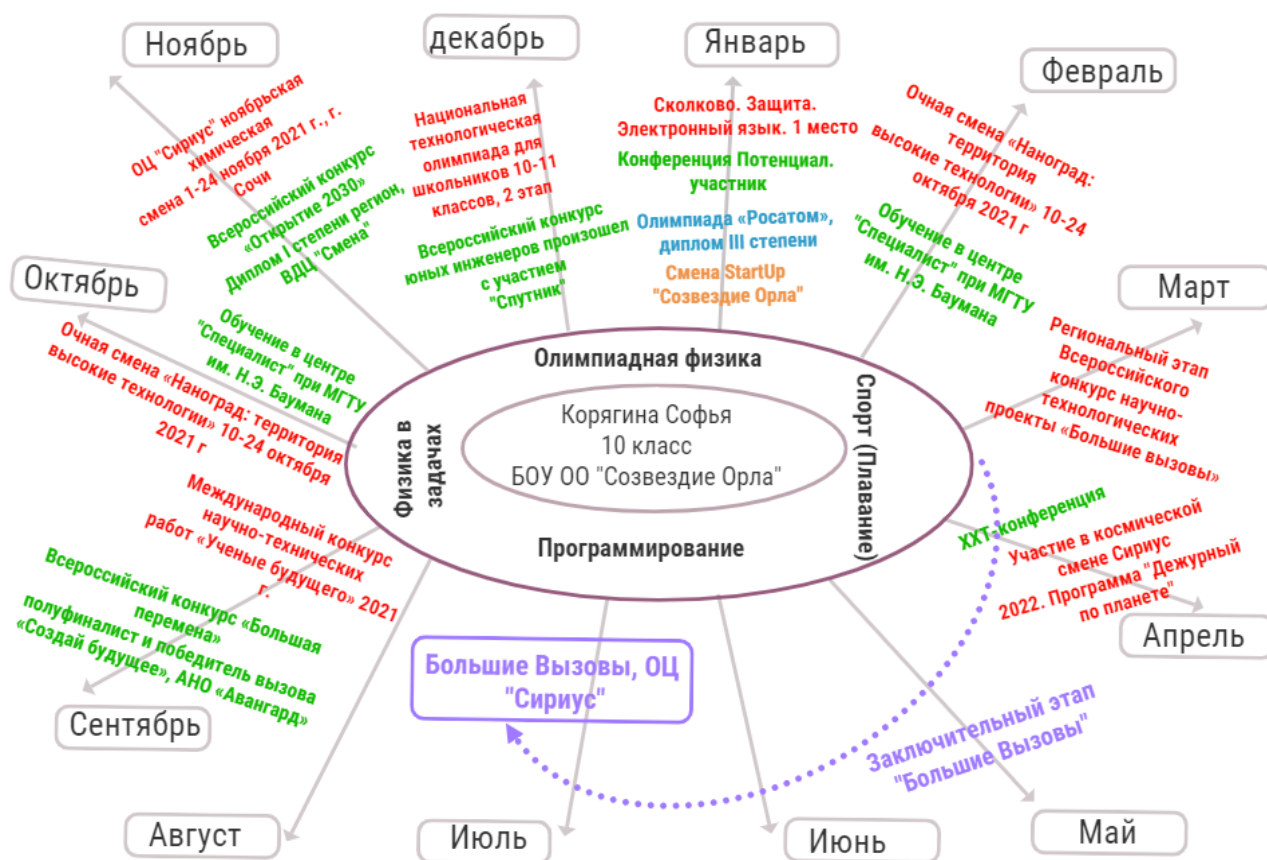 Ноябрь
декабрь
Январь
Февраль
ОЦ "Сириус" ноябрьская
химическая
смена 1-24 ноября 2021 г., г.
Сочи
Всероссийский конкурс
«Открытие 2030»
Диплом I степени регион,
ВДЦ "Смена"
Национальная
технологическая
олимпиада для
школьников 10-11
классов, 2 этап
Всероссийский конкурс
юных инженеров произошел
с участием
"Спутник"
Сколково. Защита.
Электронный язык. 1 место
Конференция Потенциал.
участник
Олимпиада «Росатом»,
диплом III степени
Смена StartUp
"Созвездие Орла"
Очная смена «Наноград:
территория
высокие технологии» 10-24
октября 2021 г
Обучение в центре
"Специалист" при МГТУ
им. Н.Э. Баумана
Октябрь
Обучение в центре
"Специалист" при МГТУ
им. Н.Э. Баумана
Очная смена «Наноград: территория
высокие технологии» 10-24 октября
2021 г
Март
Региональный этап
Всероссийского
конкурс научно-
технологических
проекты «Большие вызовы»
Олимпиадная физика
Физика в
задачах
Корягина Софья
10 класс
БОУ ОО "Созвездие Орла"
Спорт (Плавание)
Программирование
Международный конкурс
научно-технических
работ «Ученые будущего» 2021
г.
Всероссийский конкурс «Большая
перемена»
полуфиналист и победитель вызова
«Создай будущее», АНО «Авангард»
Сентябрь
XXT-конференция
Участие в космической
смене Сириус
2022. Программа "Дежурный
по планете"
Апрель
Большие Вызовы, ОЦ
"Сириус"
Заключительный этап
"Большие Вызовы"
Август
Июль
Июнь
Май